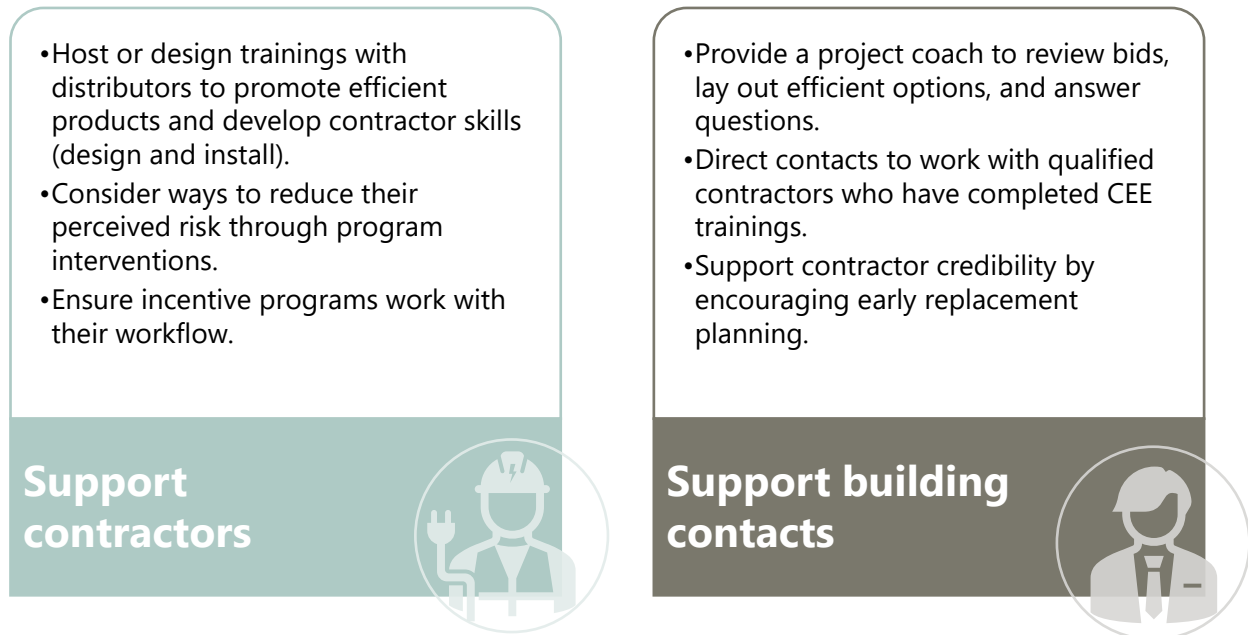 •Host or design trainings with
distributors to promote efficient
products and develop contractor skills
(design and install).
•Consider ways to reduce their
perceived risk through program
interventions.
•Ensure incentive programs work with
their workflow.
Support
contractors
•Provide a project coach to review bids,
lay out efficient options, and answer
questions.
•Direct contacts to work with qualified
contractors who have completed CEE
trainings.
•Support contractor credibility by
encouraging early replacement
planning.
Support building
contacts